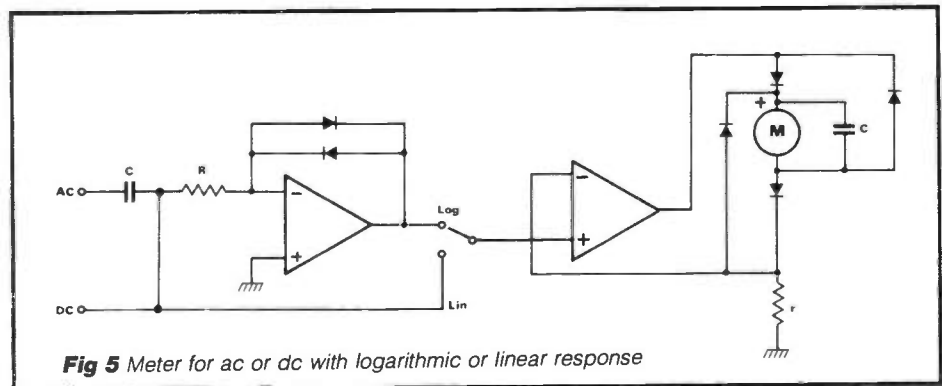 C
AC
R
−
+
DC
Log
Lin
−
+
+
M
C
r
Fig 5 Meter for ac or dc with logarithmic or linear response